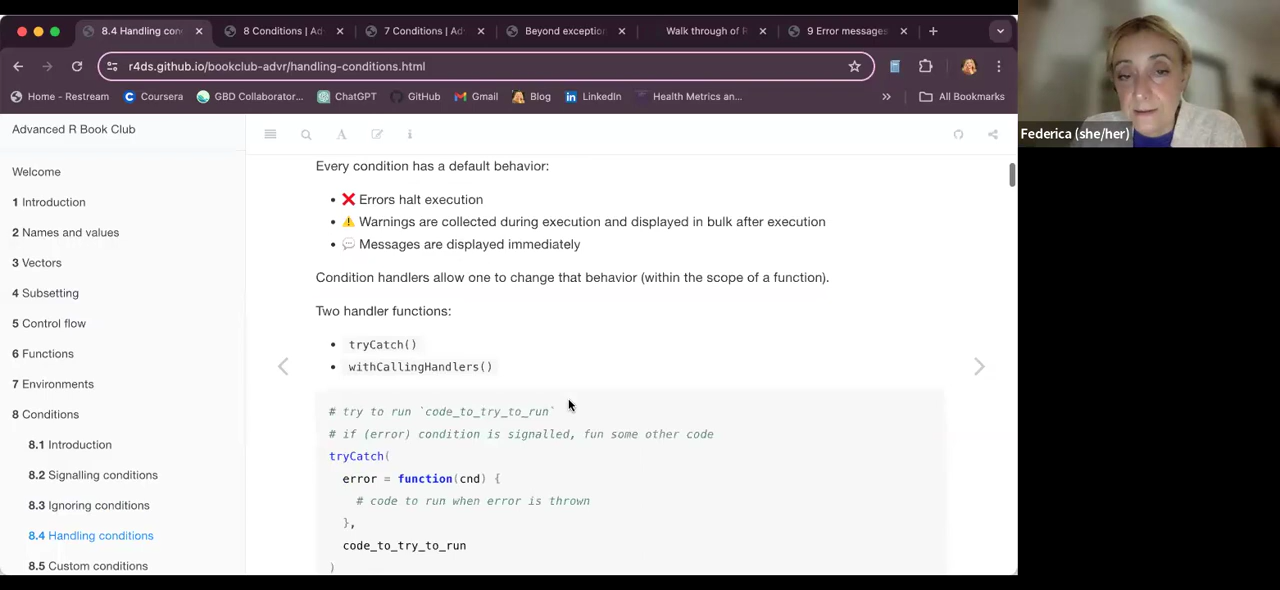 8.4 Handling con
8 Conditions | Ad
7 Conditions | Ad
Beyond exceptio
Walk through of R
9 Error messages
r4ds.github.io/bookclub-advr/handling-conditions.html
Home - Restream
Coursera
GBD Collaborator...
ChatGPT
GitHub
Gmail
Blog
LinkedIn
Health Metrics an...
»
All Bookmarks
Advanced R Book Club
Welcome
1 Introduction
2 Names and values
3 Vectors
4 Subsetting
5 Control flow
6 Functions
7 Environments
8 Conditions
8.1 Introduction
8.2 Signalling conditions
8.3 Ignoring conditions
8.4 Handling conditions
8.5 Custom conditions
Every condition has a default behavior:
• ❌ Errors halt execution
• ⚠️ Warnings are collected during execution and displayed in bulk after execution
• 💬 Messages are displayed immediately
Condition handlers allow one to change that behavior (within the scope of a function).
Two handler functions:
• tryCatch()
• withCallingHandlers()
# try to run `code_to_try_to_run`
# if (error) condition is signalled, fun some other code
tryCatch(
error = function(cnd) {
# code to run when error is thrown
},
code_to_try_to_run
)
Federica (she/her)